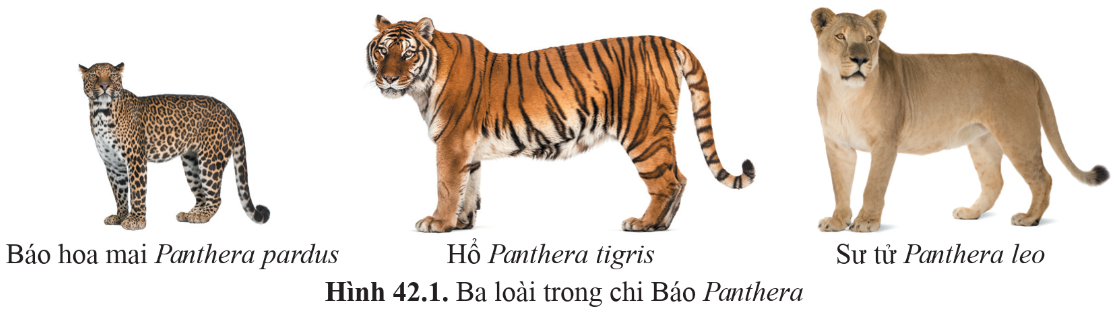 Báo hoa mai Panthera pardus
Hổ Panthera tigris
Sư tử Panthera leo
Hình 42.1. Ba loài trong chi Báo Panthera